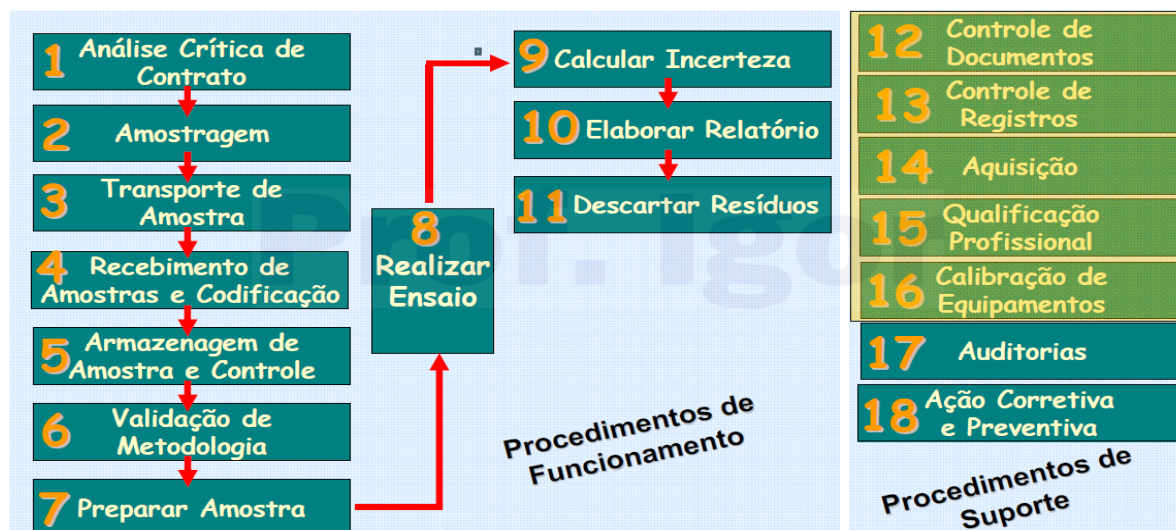 1 Análise Crítica de
Contrato
2 Amostragem
3 Transporte de
Amostra
4 Recebimento de
Amostras e Codificação
5 Armazenagem de
Amostra e Controle
6 Validação de
Metodologia
7 Preparar Amostra
8
Realizar
Ensaio
9 Calcular Incerteza
10 Elaborar Relatório
11 Descartar Resíduos
Procedimentos de
Funcionamento
12 Controle de
Documentos
13 Controle de
Registros
14 Aquisição
15 Qualificação
Profissional
16 Calibração de
Equipamentos
17 Auditorias
18 Ação Corretiva
e Preventiva
Procedimentos de
Suporte
Prof. Igor